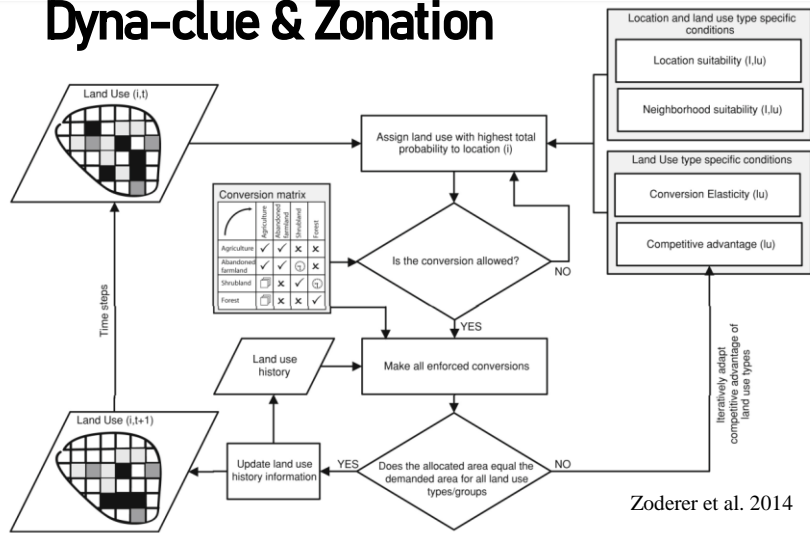 Dyna-clue & Zonation
Location and land use type specific
conditions
Location suitability (I,lu)
Neighborhood suitability (I,lu)
Land Use (i,t)
Assign land use with highest total
probability to location (i)
Land Use type specific conditions
Conversion Elasticity (lu)
Competitive advantage (lu)
Conversion matrix
Agriculture
Abandoned
farmland
Shrubland
Forest
Agriculture ✓ ✓ x x
Abandoned
farmland ✓ ✓ x
Shrubland x ✓
Forest x x ✓
Is the conversion allowed?
NO
YES
Time steps
Land use
history
Make all enforced conversions
Iteratively adapt
competitive advantage of
land use types
Land Use (i,t+1)
Update land use
history information
YES
Does the allocated area equal the
demanded area for all land use
types/groups
NO
Zoderer et al. 2014